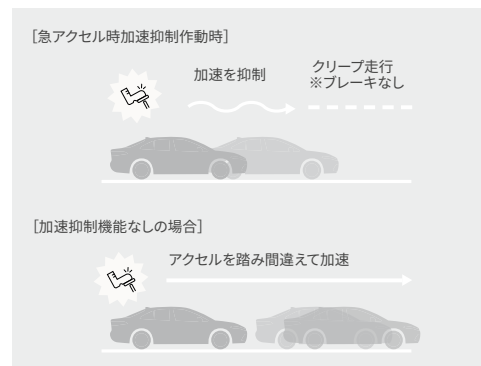 ［急アクセル時加速抑制作動時］
加速を抑制
クリープ走行
※ブレーキなし
［加速抑制機能なしの場合］
アクセルを踏み間違えて加速